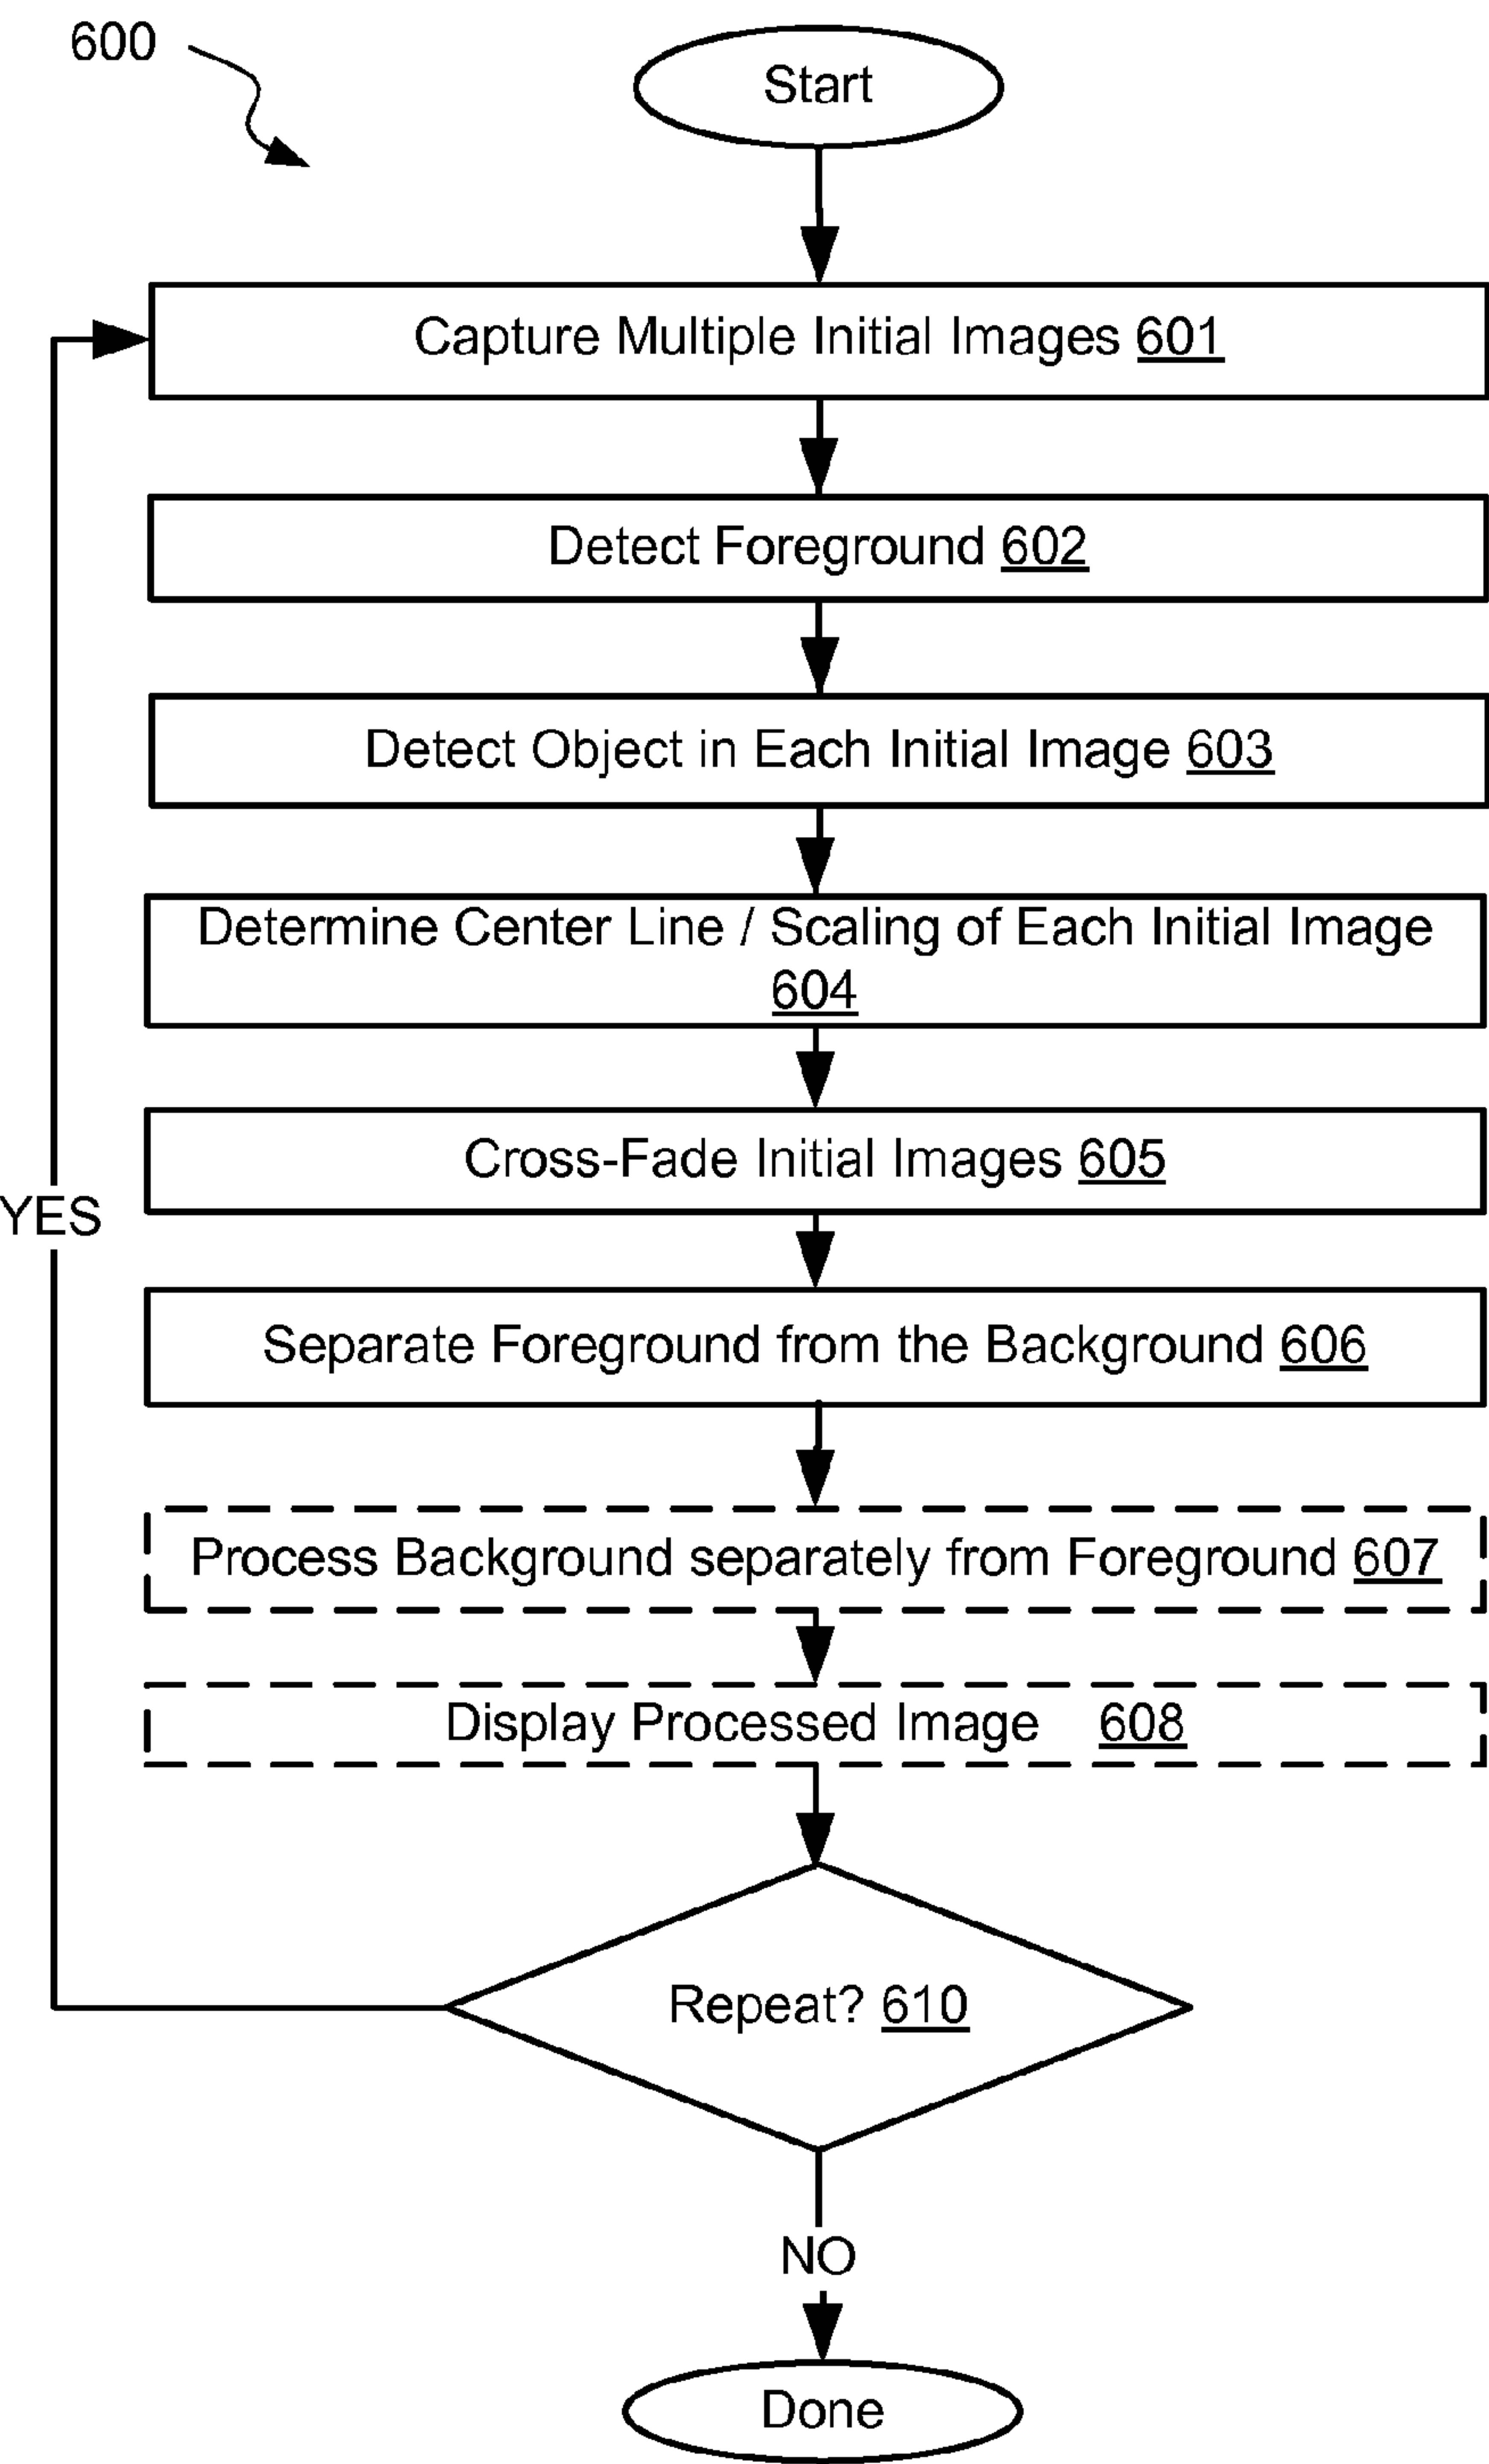 600
Start
Capture Multiple Initial Images 601
Detect Foreground 602
Detect Object in Each Initial Image 603
Determine Center Line / Scaling of Each Initial Image
604
Cross-Fade Initial Images 605
YES
Separate Foreground from the Background 606
Process Background separately from Foreground 607
Display Processed Image 608
Repeat? 610
NO
Done